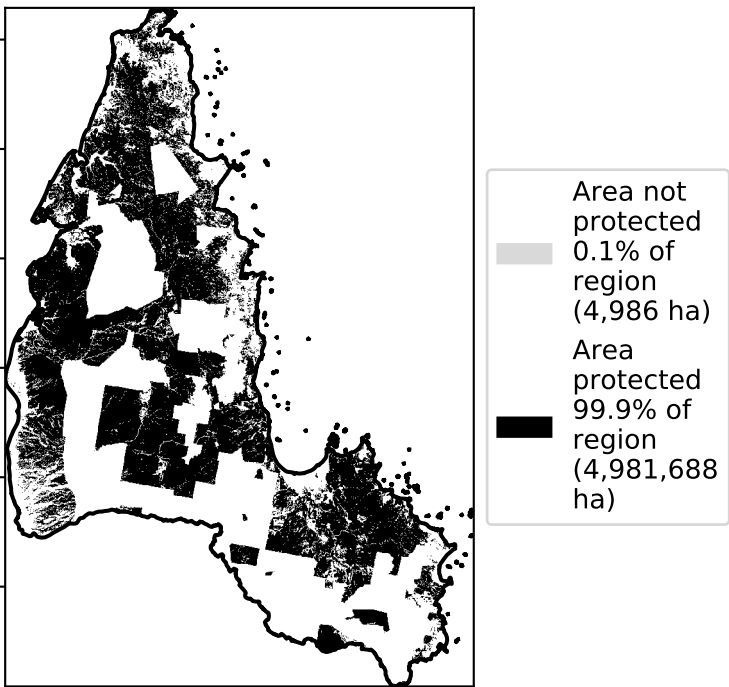 Area not
protected
0.1% of
region
(4,986 ha)
Area
protected
99.9% of
region
(4,981,688
ha)